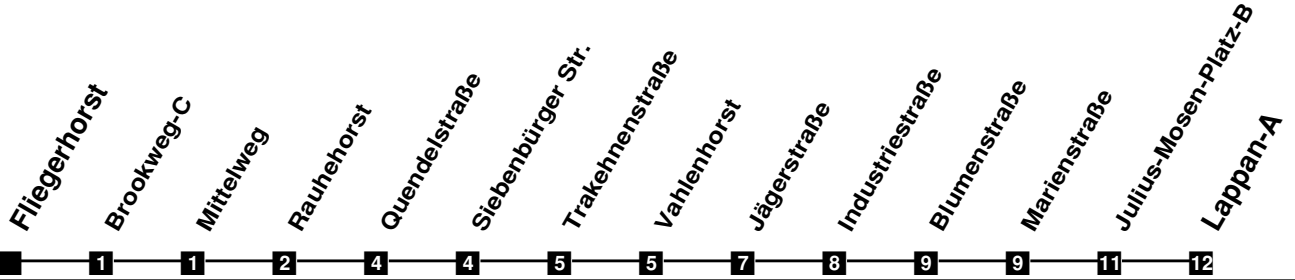 Fliegerhorst
Brookweg-C
Mittelweg
Rauhehorst
Quendelstraße
Siebenbürger Str.
Trakehnenstraße
Vahlenhorst
Jägerstraße
Industriestraße
Blumenstraße
Marienstraße
Julius-Mosen-Platz-B
Lappan-A
1 1 2 4 4 5 5 7 8 9 9 11 12